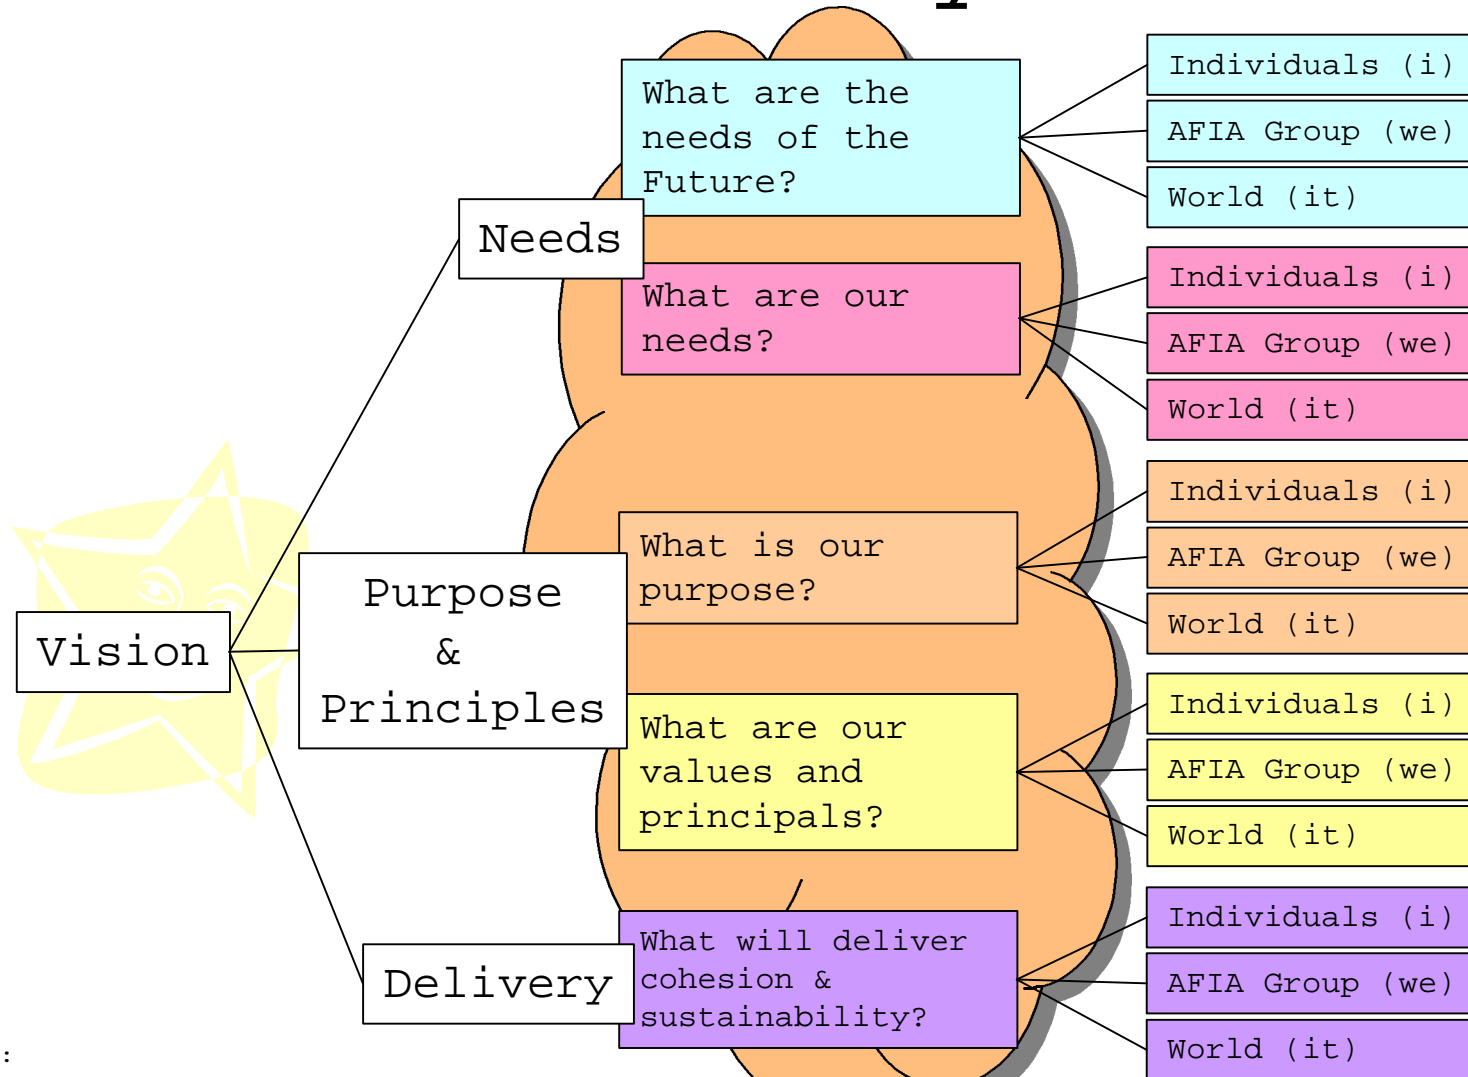 Vision
Needs
What are the
needs of the
Future?
Individuals (i)
AFIA Group (we)
World (it)
What are our
needs?
Individuals (i)
AFIA Group (we)
World (it)
Purpose
&
Principles
What is our
purpose?
Individuals (i)
AFIA Group (we)
World (it)
What are our
values and
principals?
Individuals (i)
AFIA Group (we)
World (it)
Delivery
What will deliver
cohesion &
sustainability?
Individuals (i)
AFIA Group (we)
World (it)
: